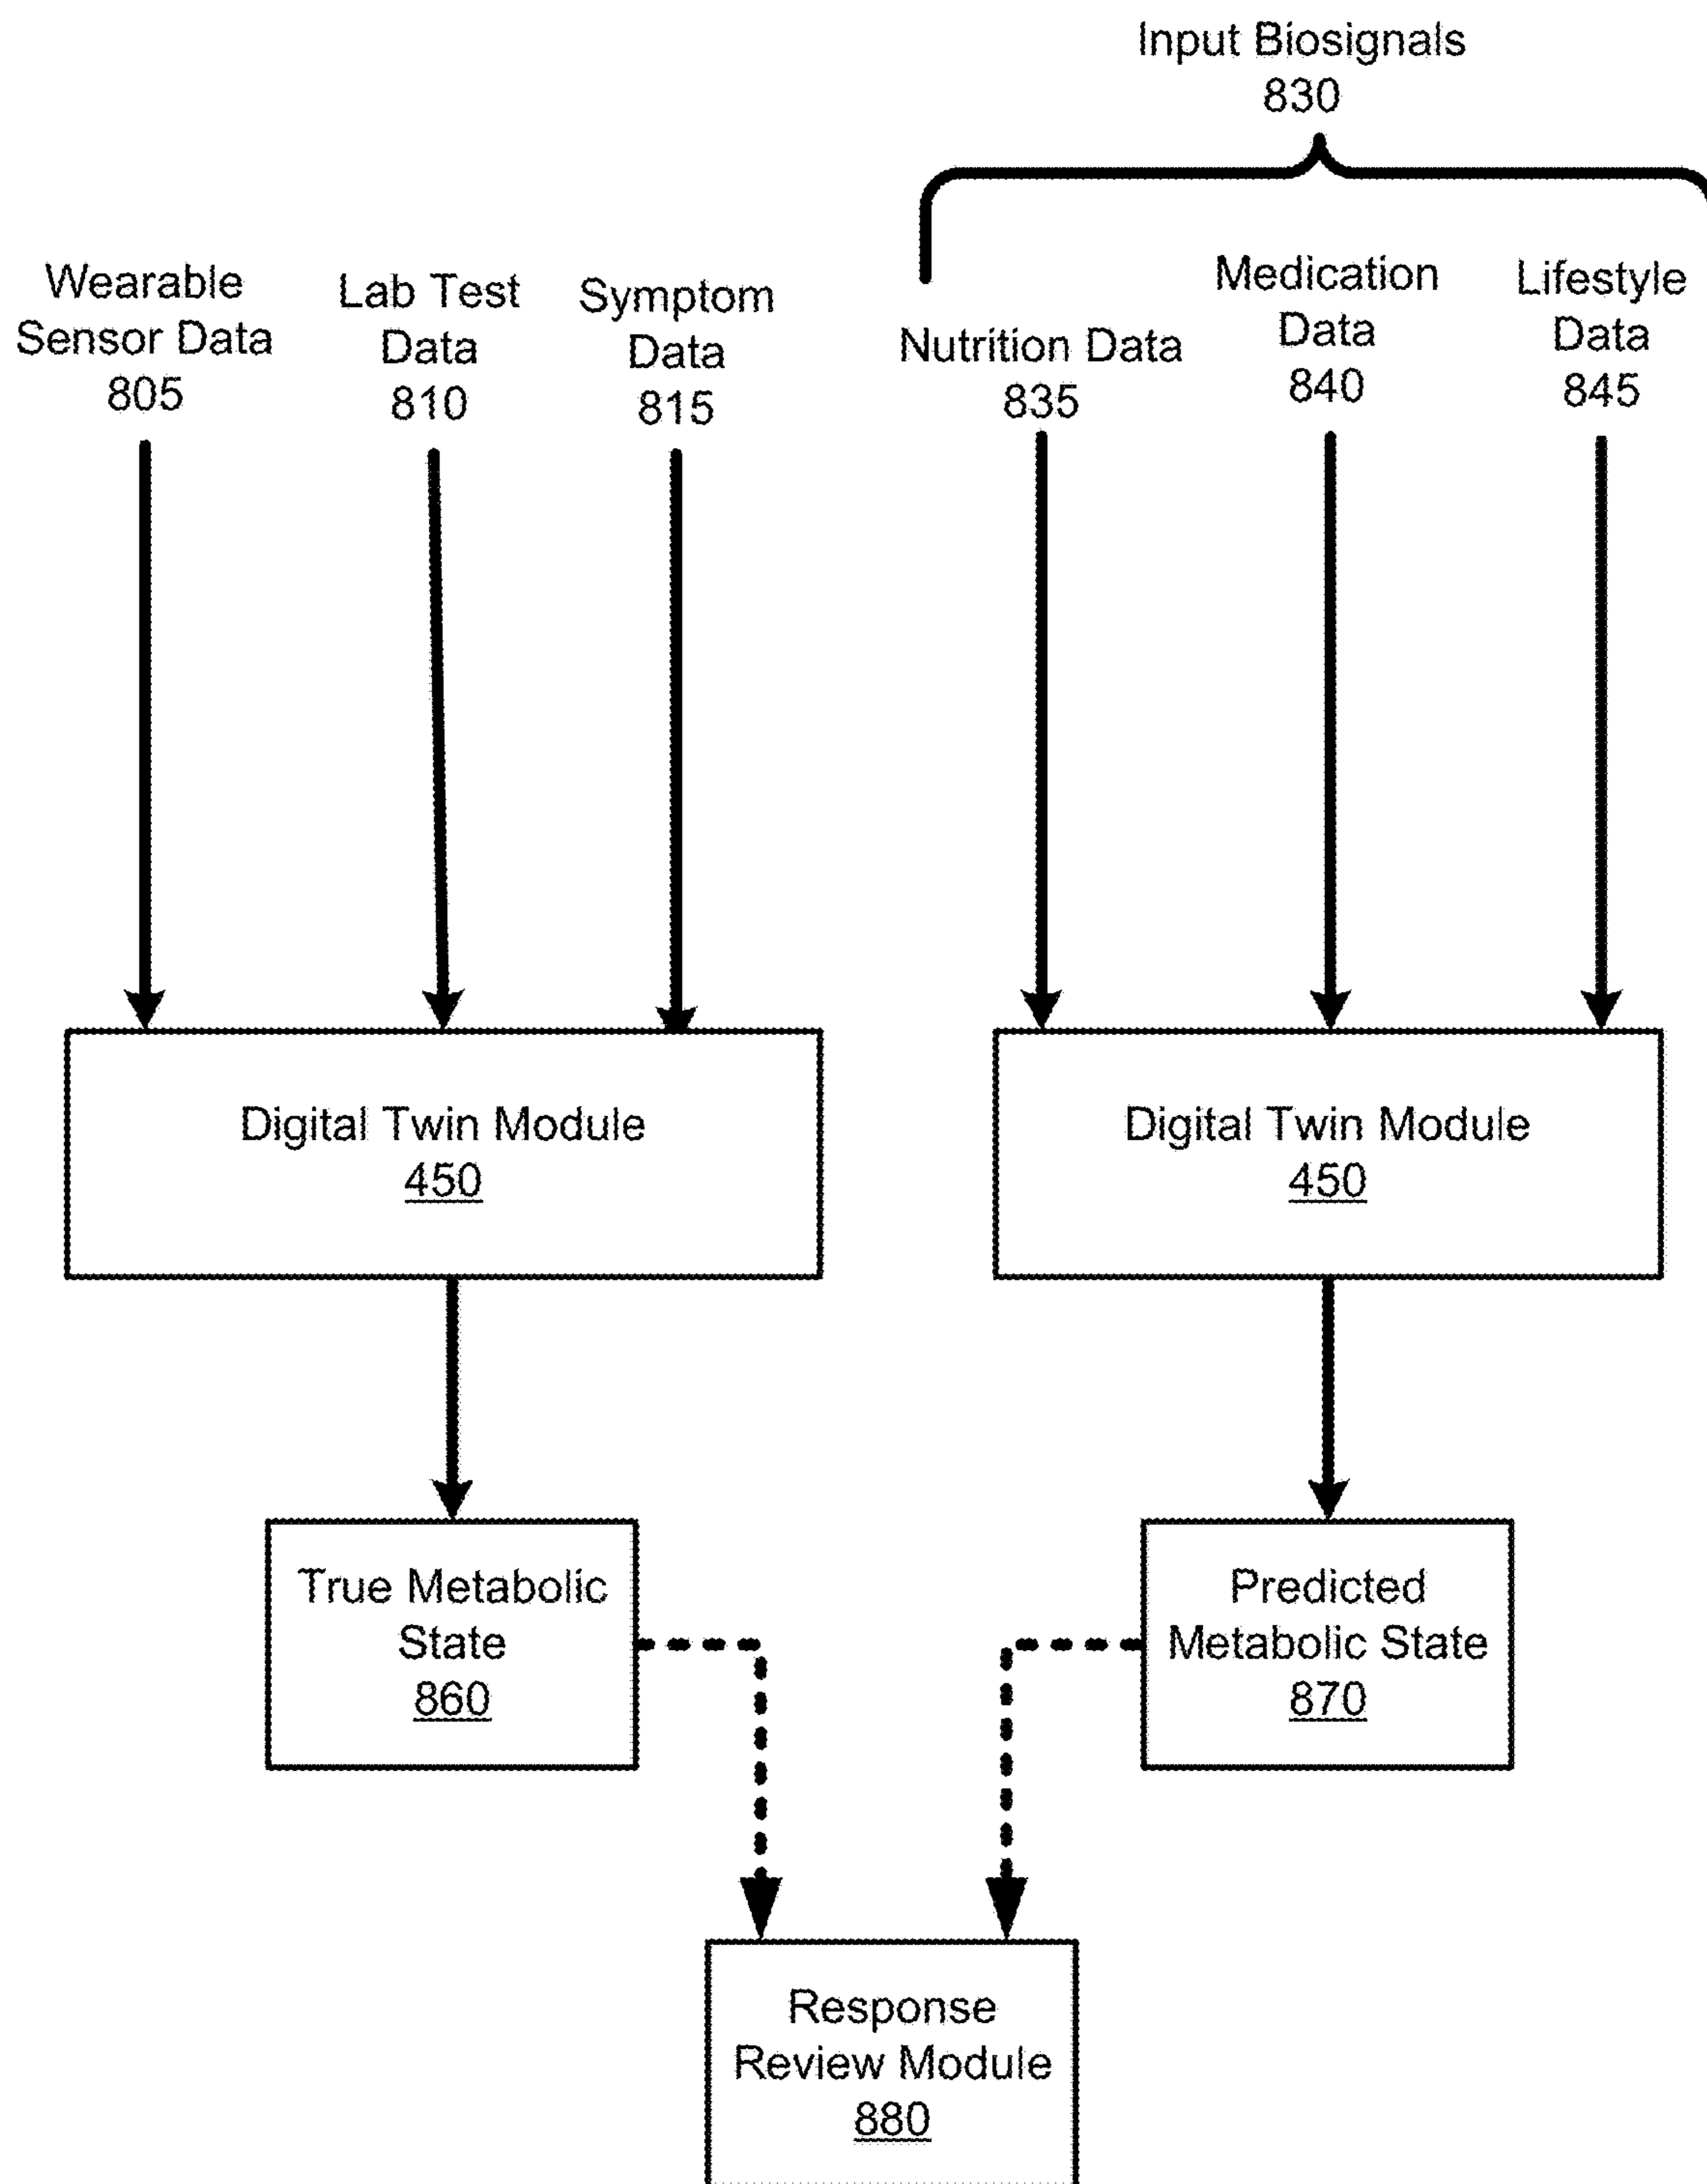 Input Biosignals
830
Wearable
Sensor Data
805
Lab Test
Data
810
Symptom
Data
815
Nutrition Data
835
Medication
Data
840
Lifestyle
Data
845
Digital Twin Module
450
Digital Twin Module
450
True Metabolic
State
860
Predicted
Metabolic State
870
Response
Review Module
880